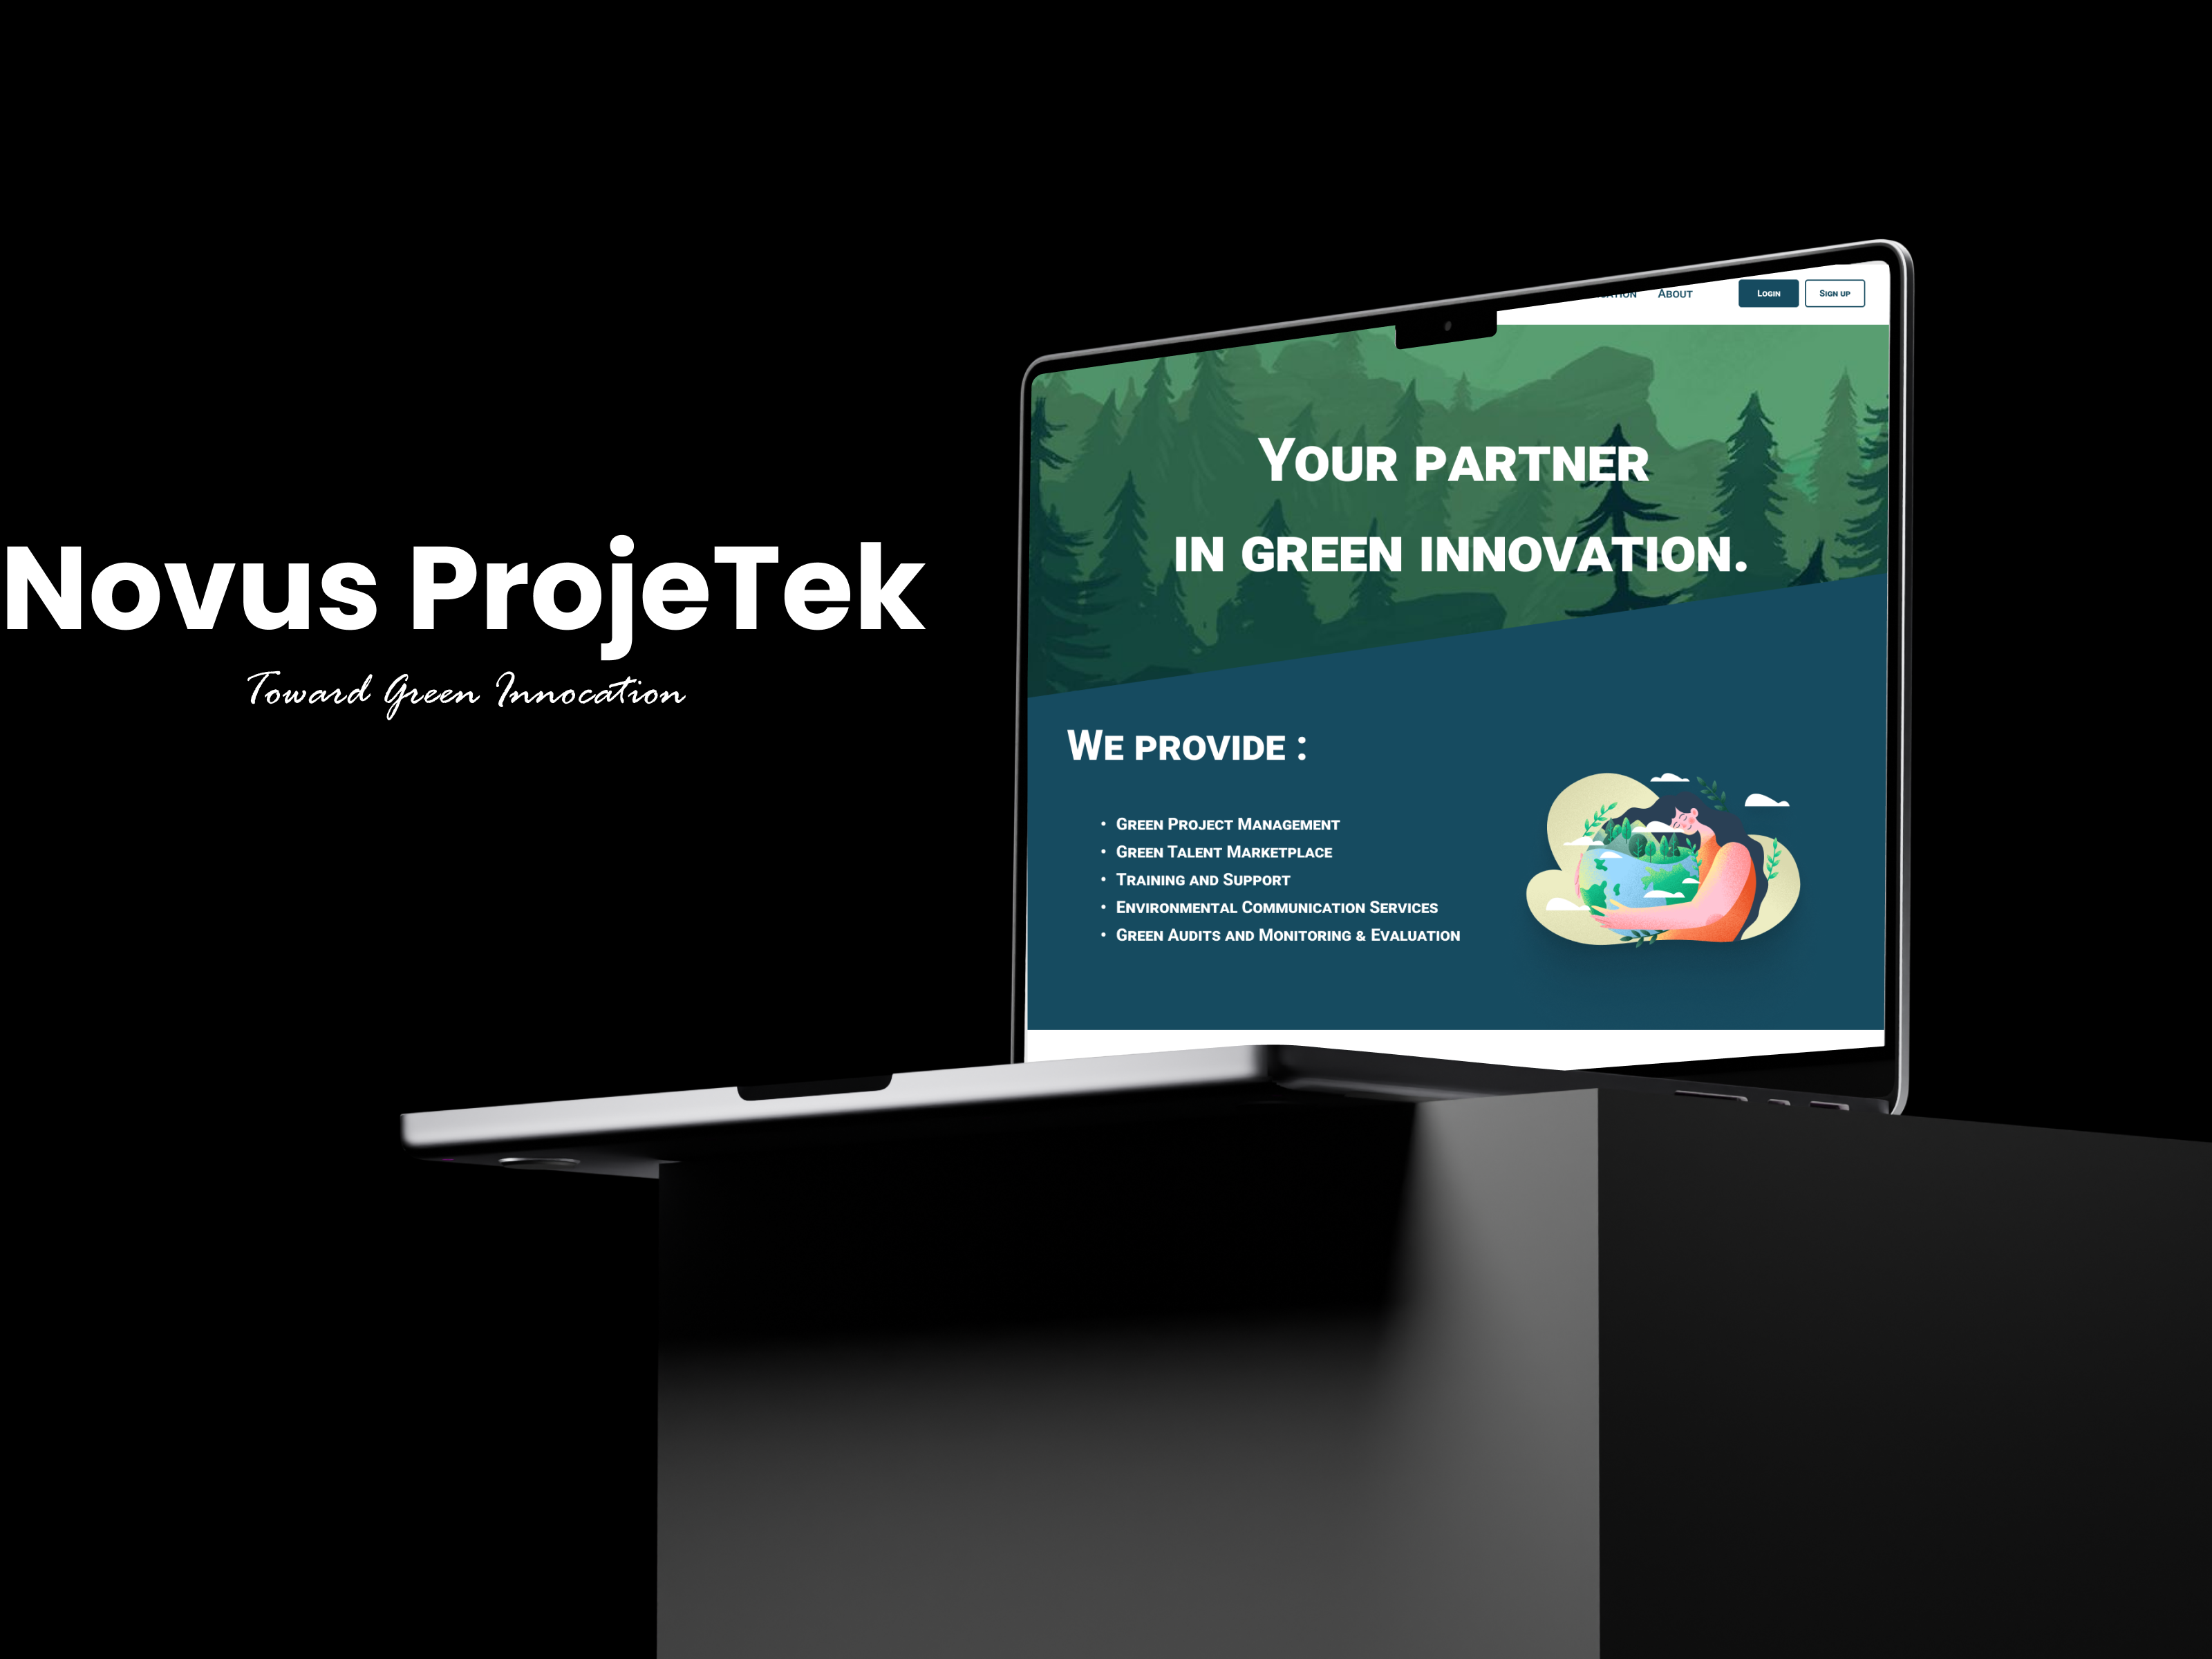 Novus ProjeTek
Toward Green Innocation
About
Login
Sign up
Your partner
in green innovation.
We provide :
• Green Project Management
• Green Talent Marketplace
• Training and Support
• Environmental Communication Services
• Green Audits and Monitoring & Evaluation